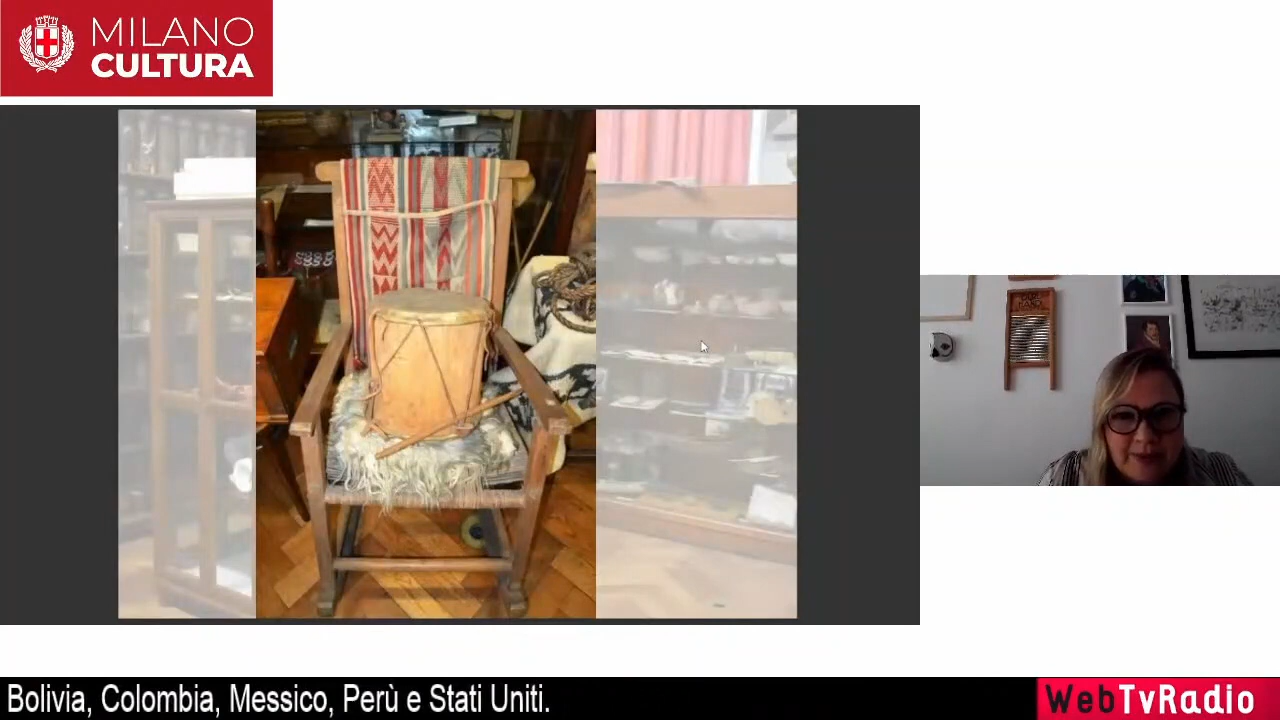 MILANO
CULTURA
Bolivia, Colombia, Messico, Perù e Stati Uniti.
WebTvRadio